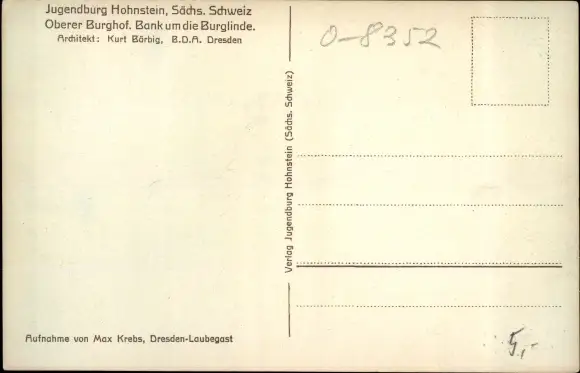 Jugendburg Hohnstein, Sächs. Schweiz
Oberer Burghof. Bank um die Burglinde.
Architekt: Kurt Bärbig, B.D.A. Dresden
0-8352
Verlag Jugendburg Hohnstein (Sächs. Schweiz)
Aufnahme von Max Krebs, Dresden-Laubegast
5,-